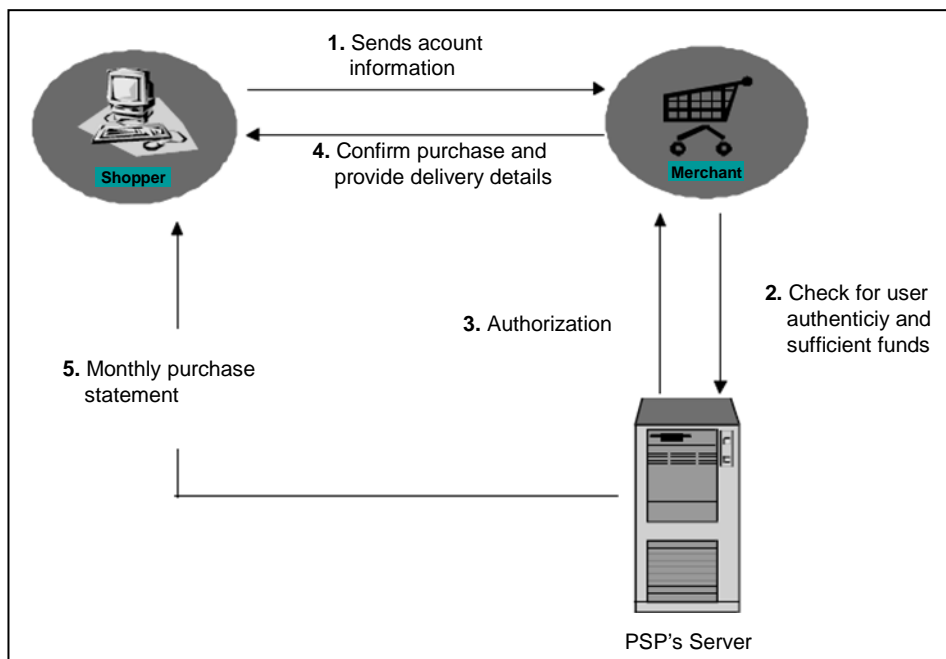 1. Sends acount
information
Shopper
Merchant
4. Confirm purchase and
provide delivery details
2. Check for user
authenticiy and
sufficient funds
3. Authorization
5. Monthly purchase
statement
PSP's Server